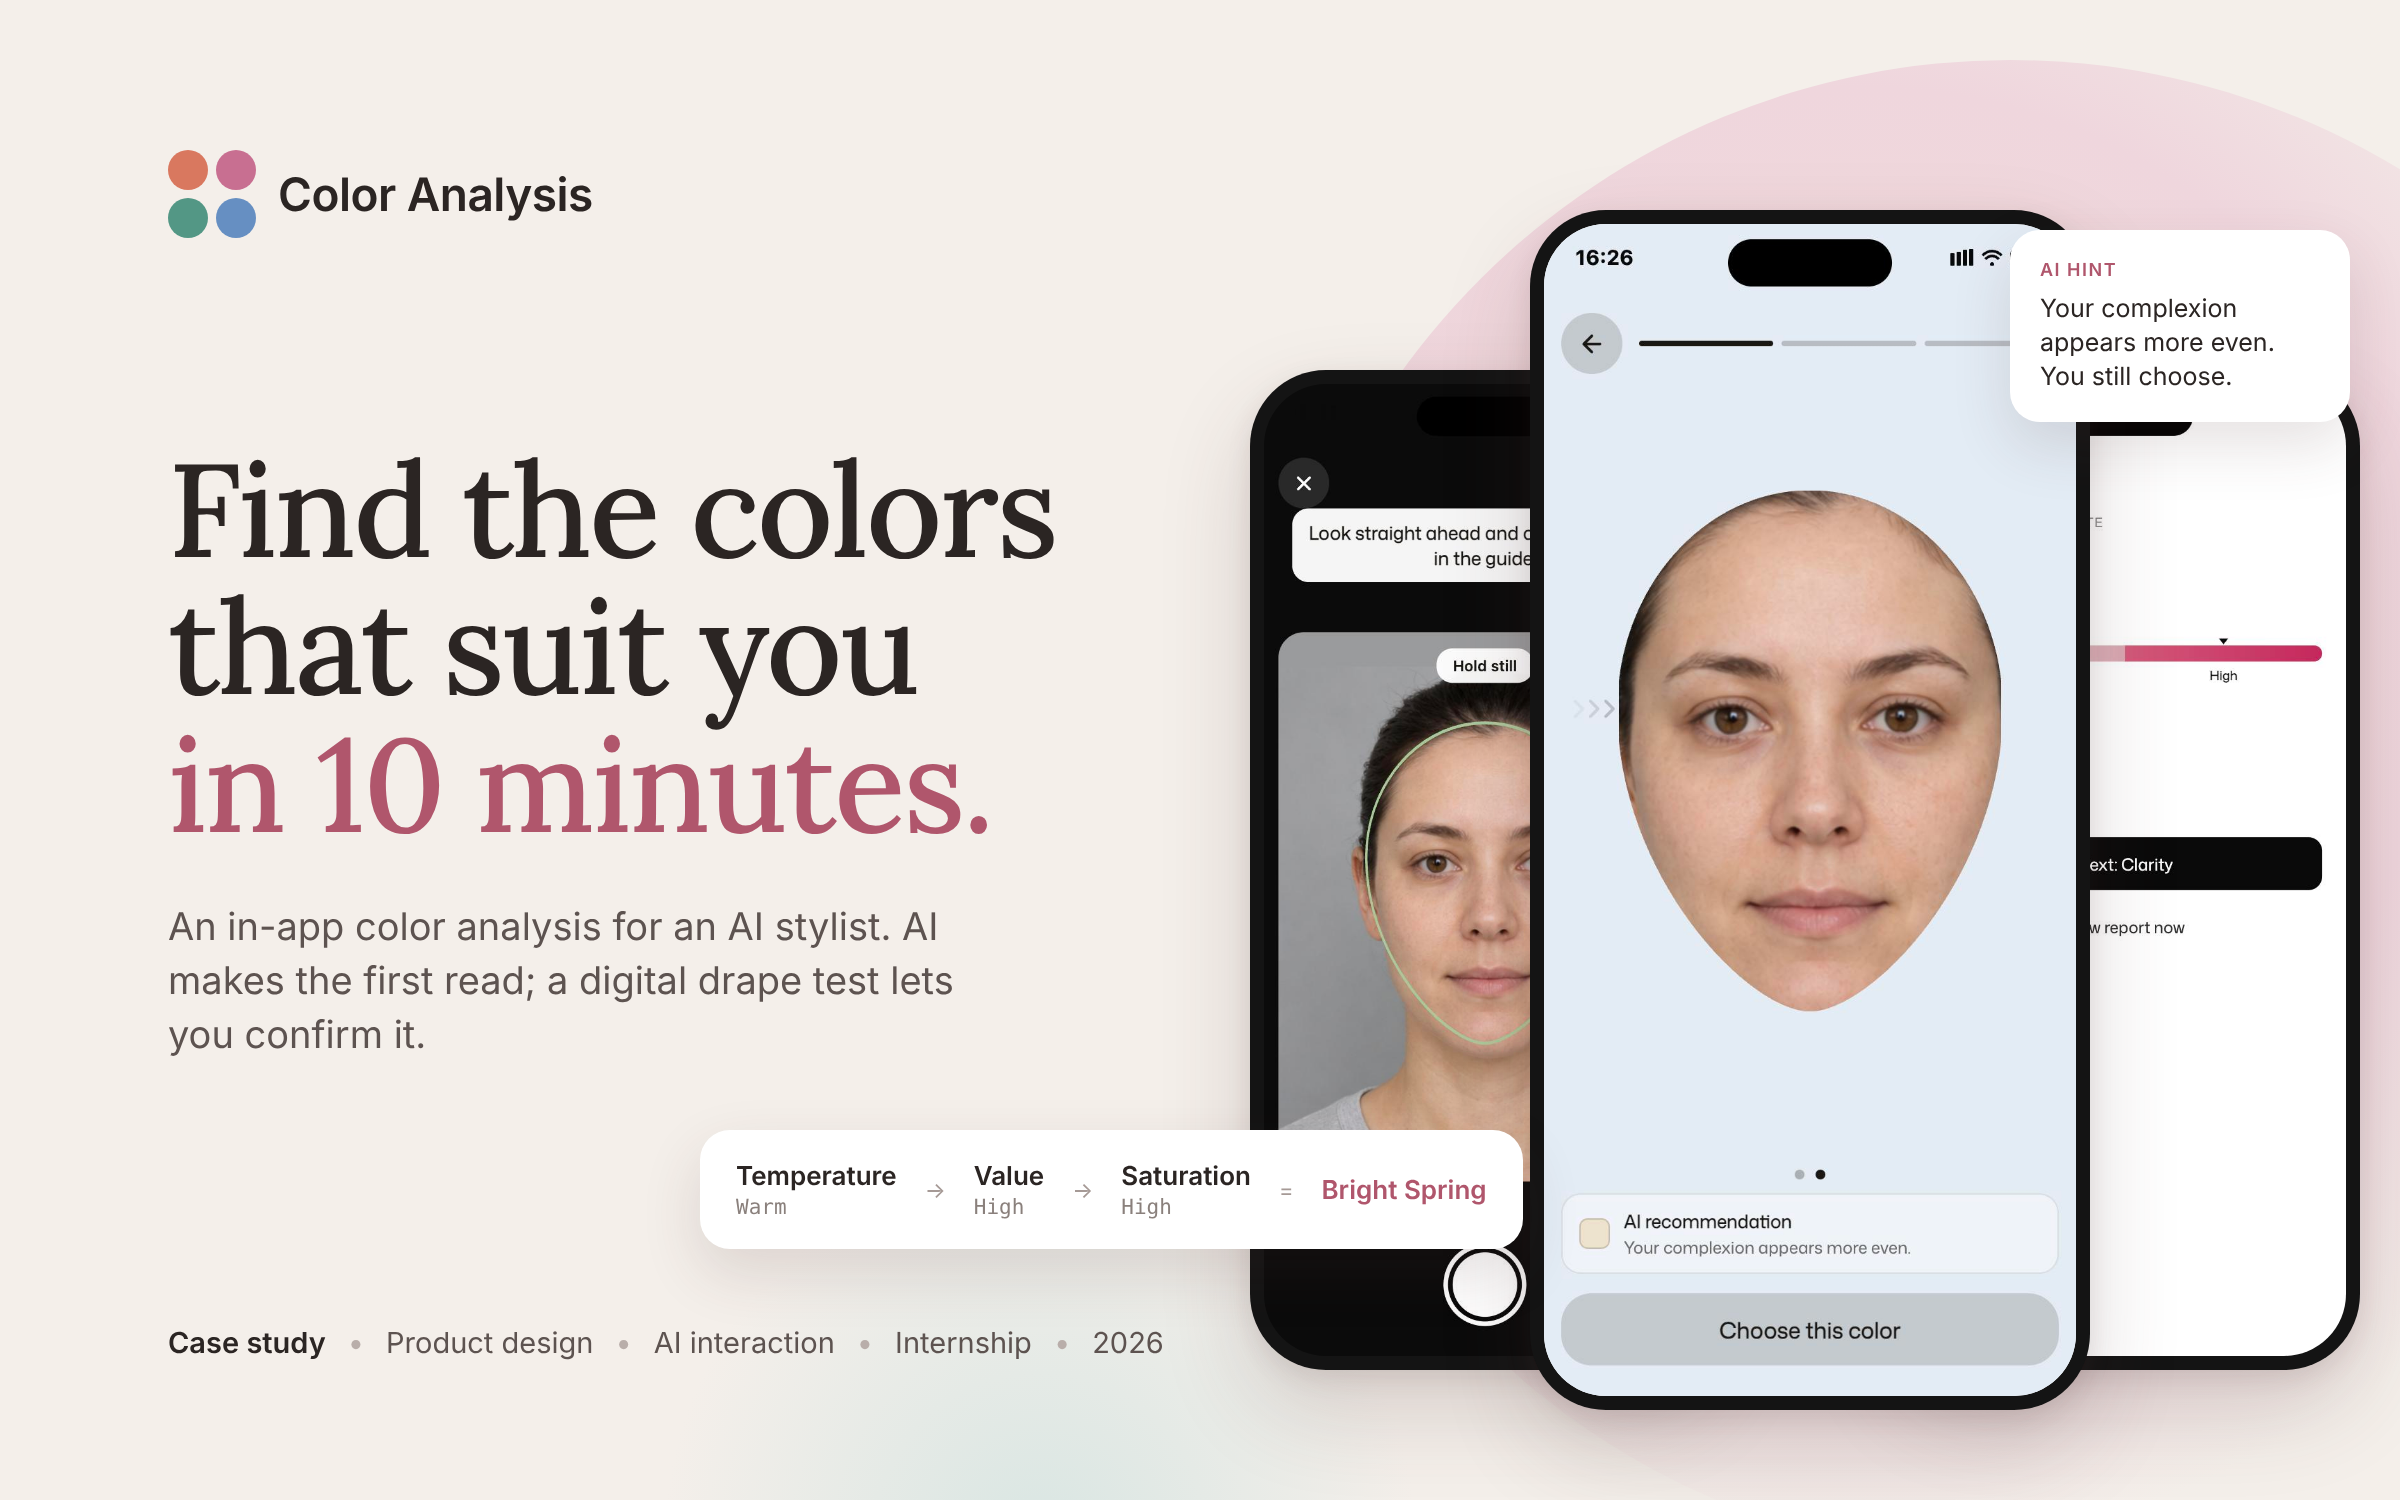 Color Analysis
Find the colors
that suit you
in 10 minutes.
An in-app color analysis for an AI stylist. AI
makes the first read; a digital drape test lets
you confirm it.
Temperature
Warm
→
Value
High
→
Saturation
High
=
Bright Spring
Case study • Product design • AI interaction • Internship • 2026
Look straight ahead and
in the guide
Hold still
16:26
AI recommendation
Your complexion appears more even.
Choose this color
AI HINT
Your complexion
appears more even.
You still choose.
High
ext: Clarity
w report now